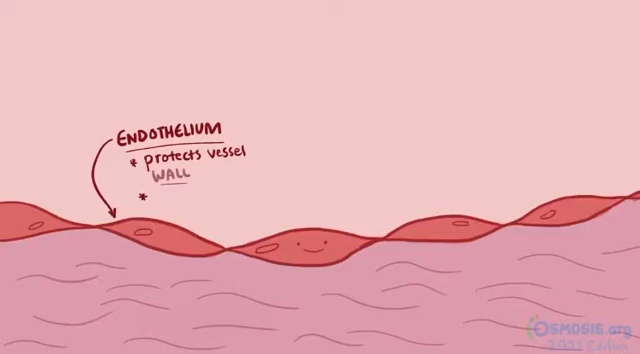 ENDOTHELIUM
* protects vessel
WALL
*
OSMOSIS.org